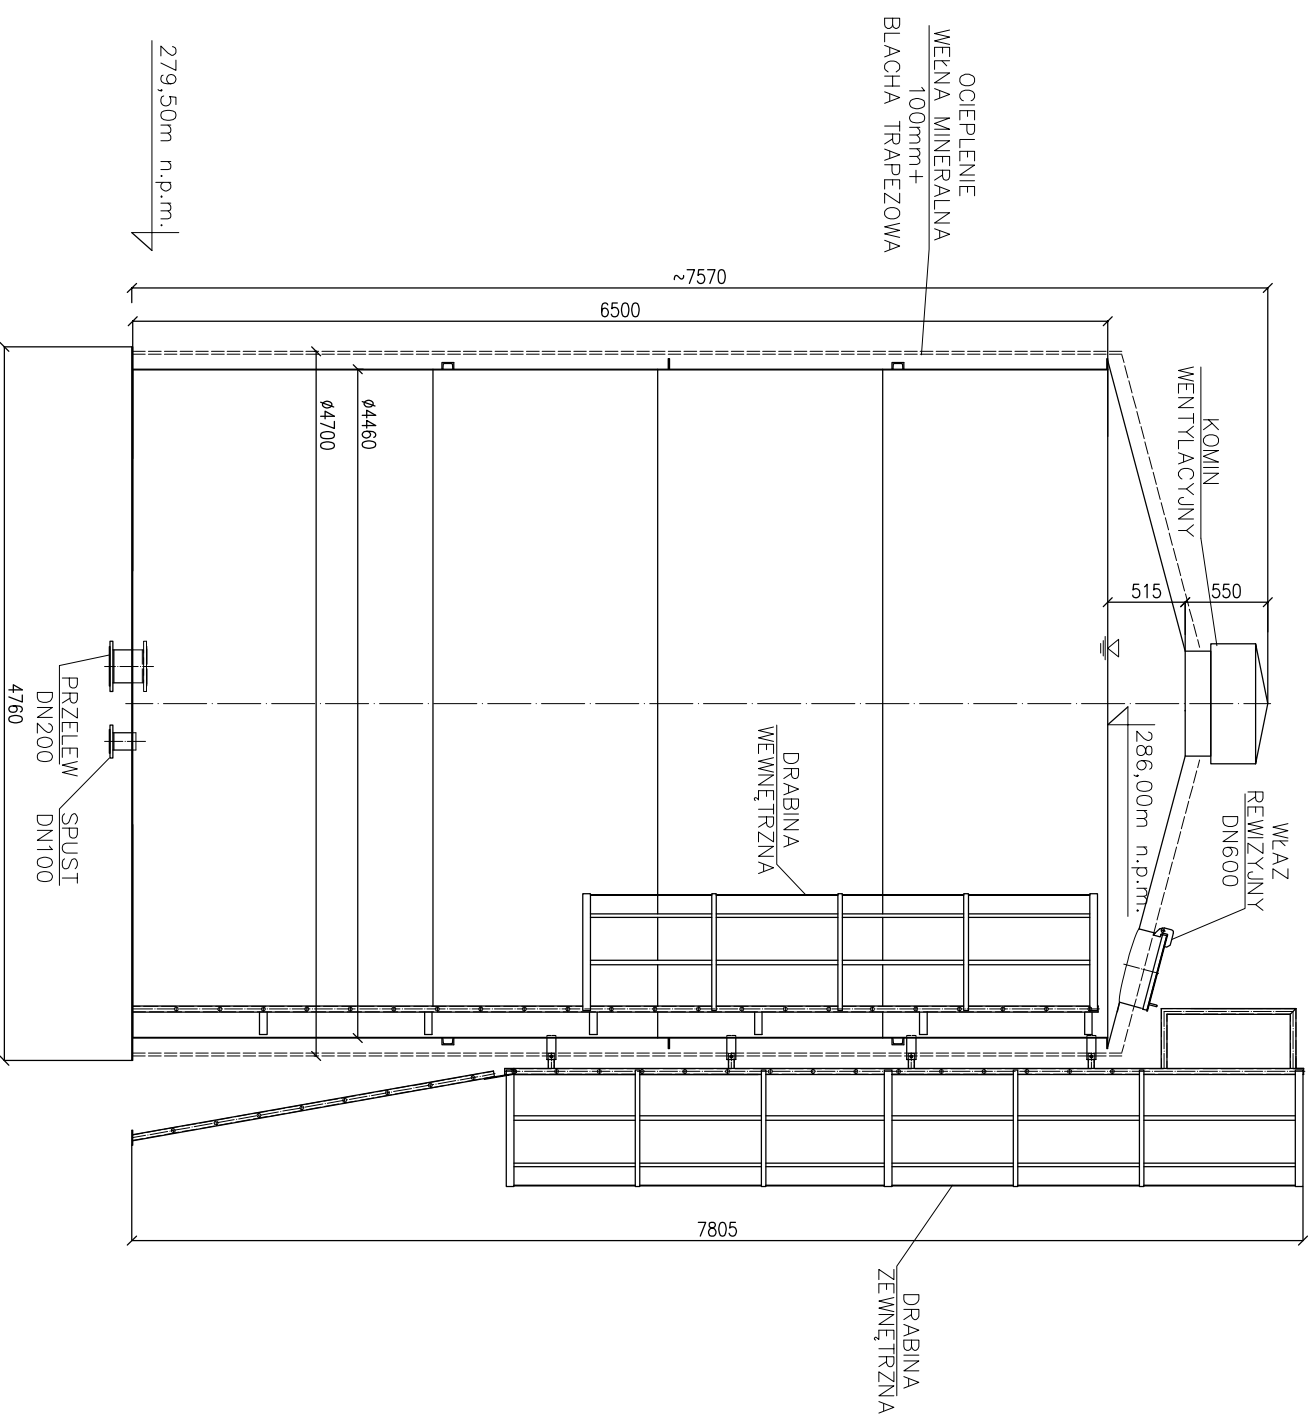 OCIEPLENIE
WEŁNA MINERALNA
100mm+
BLACHA TRAPEZOWA
279,50m n.p.m.
~7570
6500
KOMIN
WENTYLACYJNY
515
550
ø4460
ø4700
286,00m n.p.m.
WŁAZ
REWIZYJNY
DN600
DRABINA
WEWNĘTRZNA
PRZELEW
DN200
SPUST
DN100
4760
7805
DRABINA
ZEWNĘTRZNA